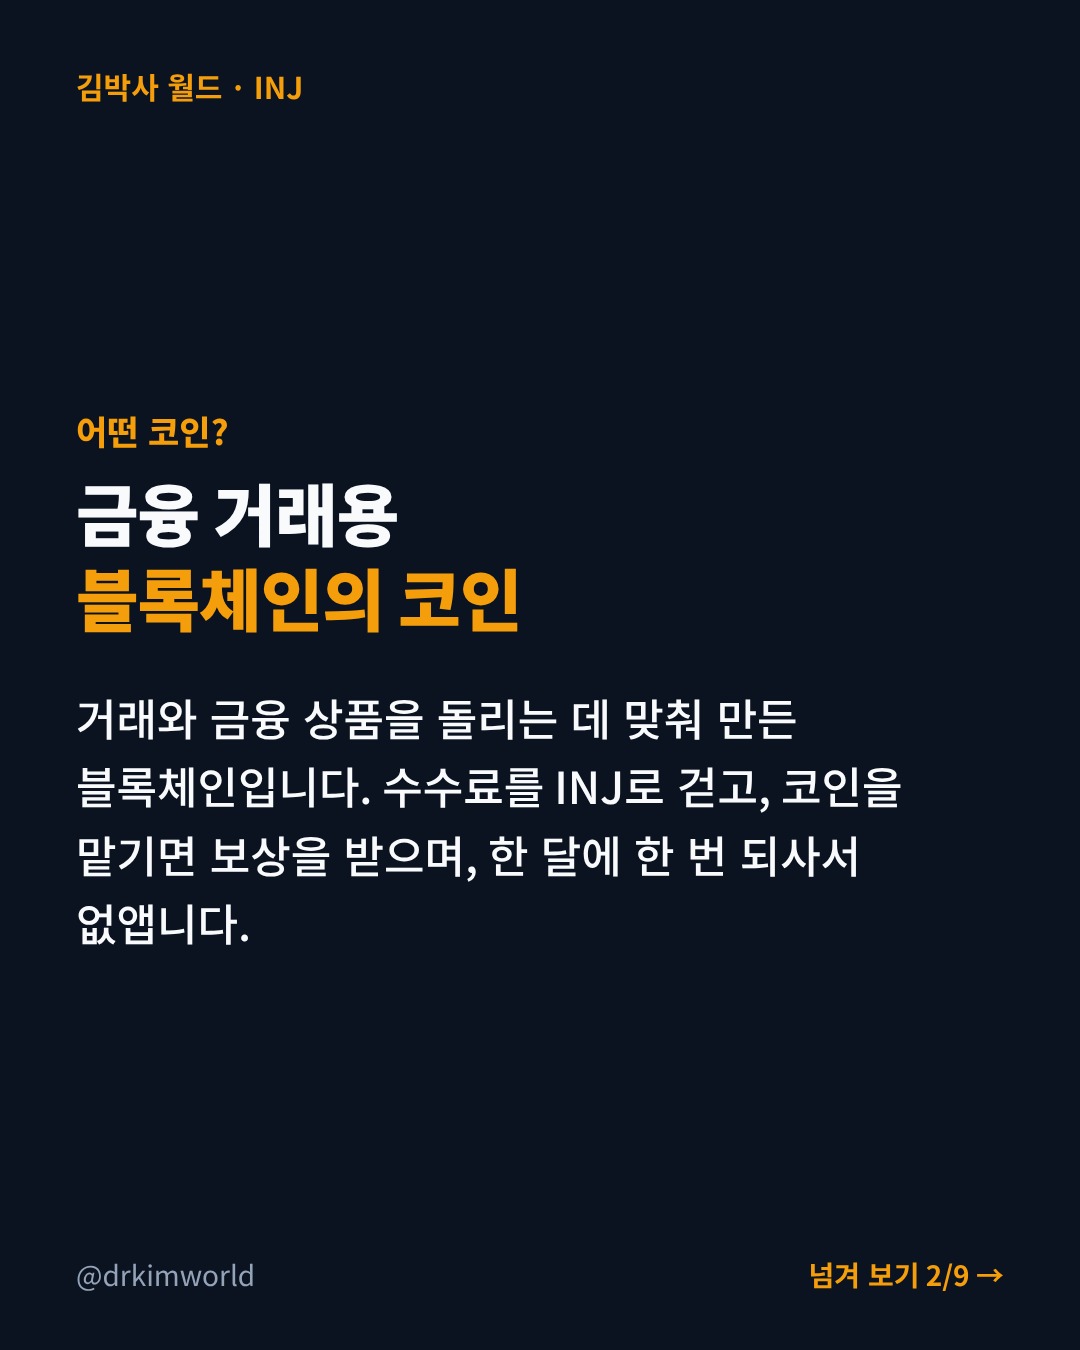 김박사 월드 · INJ
어떤 코인?
금융 거래용
블록체인의 코인
거래와 금융 상품을 돌리는 데 맞춰 만든
블록체인입니다. 수수료를 INJ로 걷고, 코인을
맡기면 보상을 받으며, 한 달에 한 번 되사서
없앱니다.
@drkimworld
넘겨 보기 2/9 →